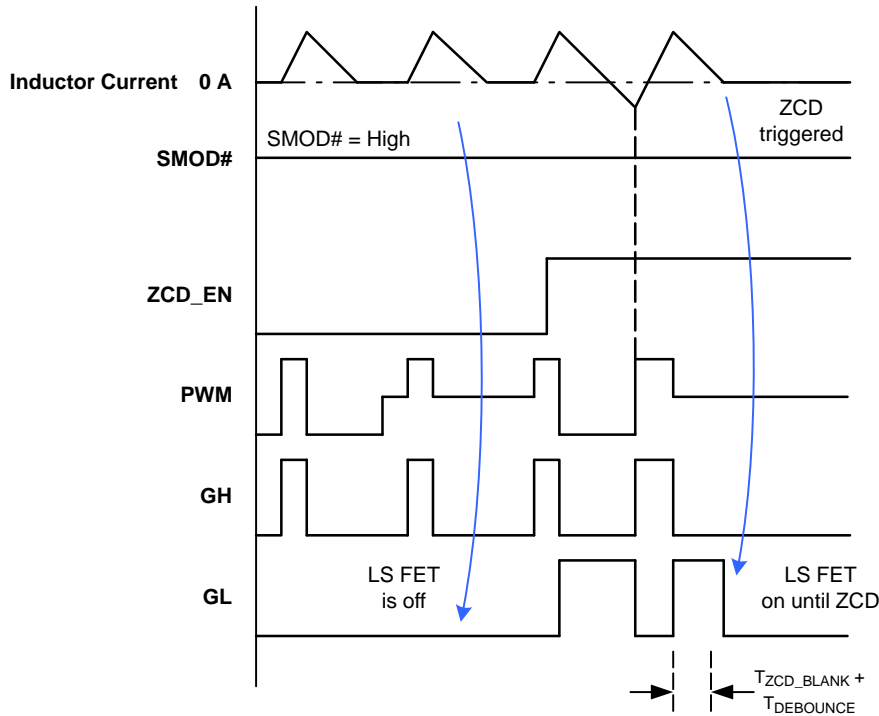 Inductor Current 0 A
ZCD
triggered
SMOD# = High
SMOD#
ZCD_EN
PWM
GH
GL
LS FET
is off
LS FET
on until ZCD
TZCD_BLANK +
TDEBOUNCE